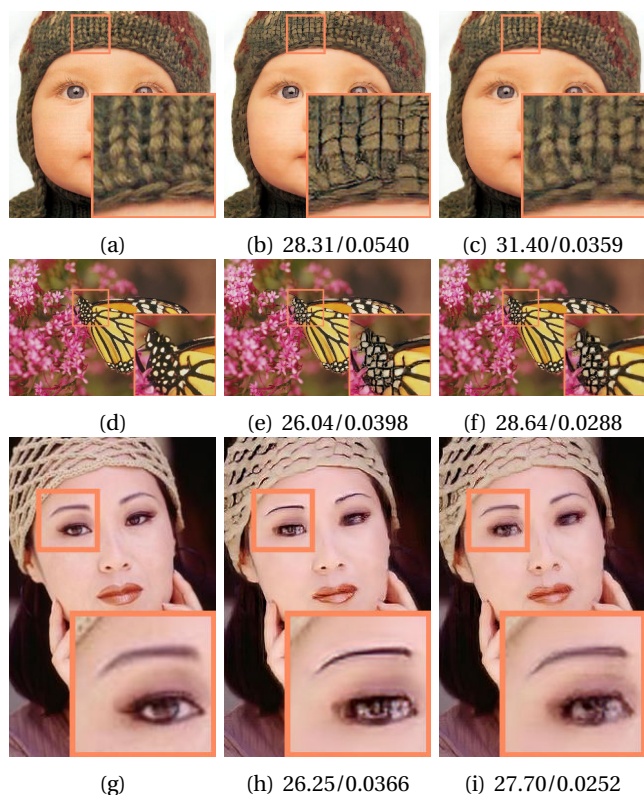 (a) (b) 28.31/0.0540 (c) 31.40/0.0359
(d) (e) 26.04/0.0398 (f) 28.64/0.0288
(g) (h) 26.25/0.0366 (i) 27.70/0.0252